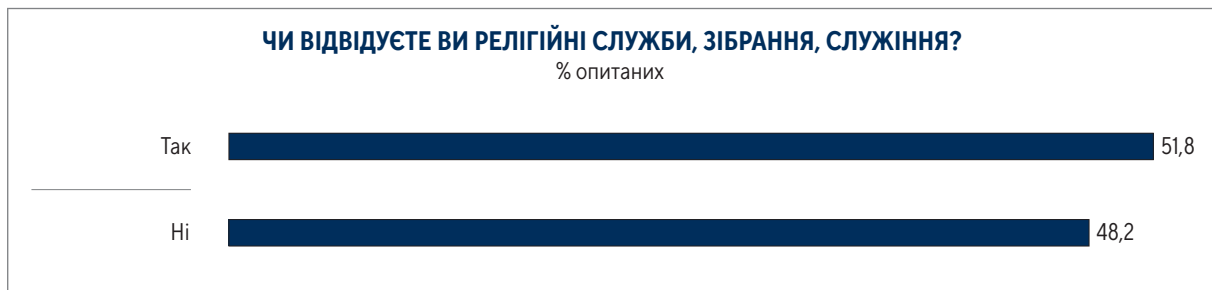 ЧИ ВІДВІДУЄТЕ ВИ РЕЛІГІЙНІ СЛУЖБИ, ЗІБРАННЯ, СЛУЖІННЯ?
% опитаних
Так 51,8
Ні 48,2